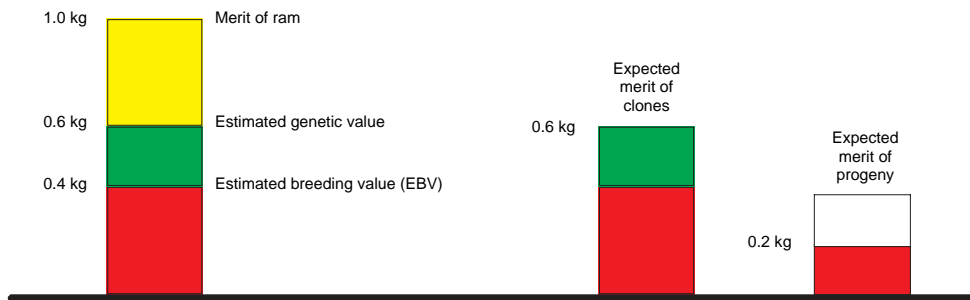 1.0 kg Merit of ram
0.6 kg Estimated genetic value
0.4 kg Estimated breeding value (EBV)
Expected
merit of
clones
0.6 kg
Expected
merit of
progeny
0.2 kg